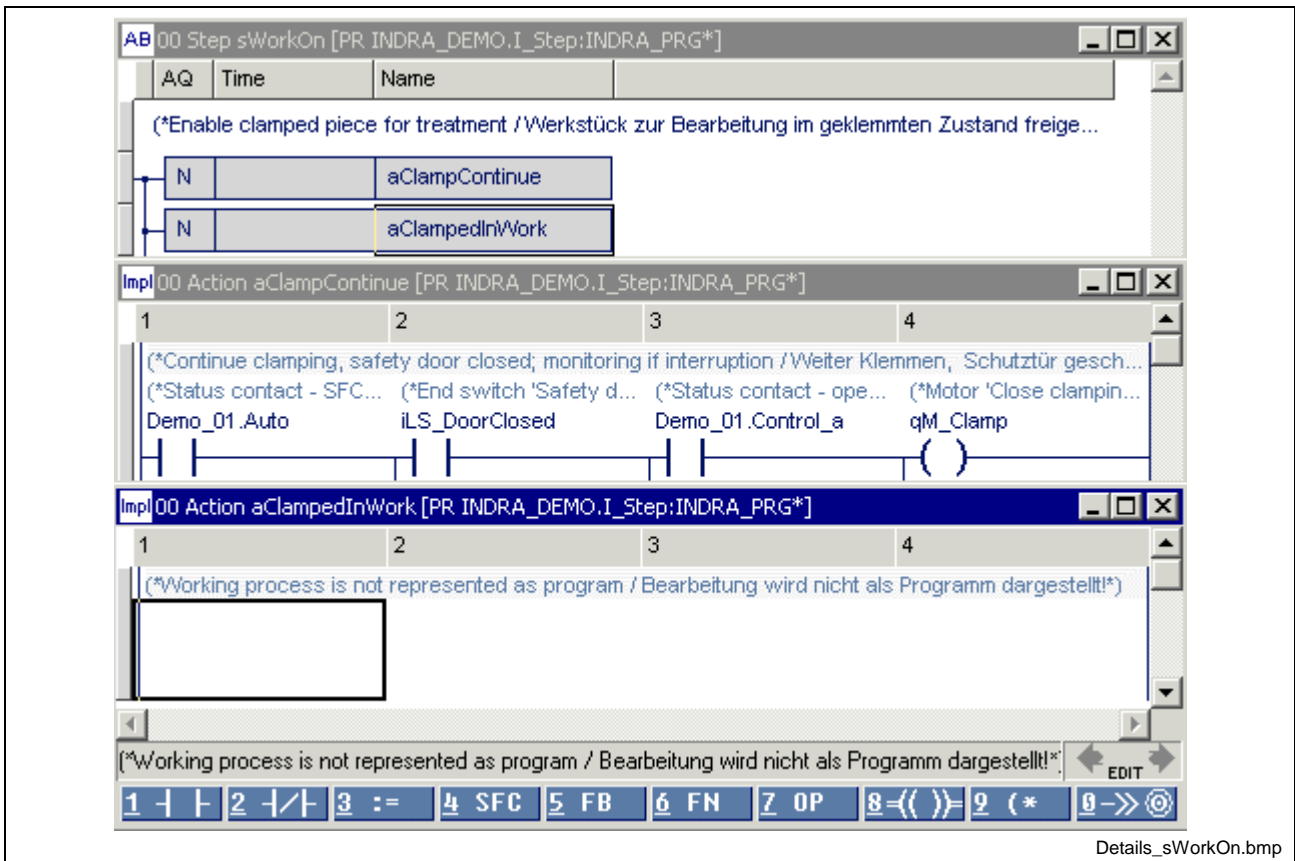 AB 00 Step sWorkOn [PR INDRA_DEMO.I_Step:INDRA_PRG*]
AQ Time Name
(*Enable clamped piece for treatment / Werkstück zur Bearbeitung im geklemmten Zustand freige...
N aClampContinue
N aClampedInWork
Impl 00 Action aClampContinue [PR INDRA_DEMO.I_Step:INDRA_PRG*]
1 2 3 4
(*Continue clamping, safety door closed; monitoring if interruption / Weiter Klemmen, Schutztür gesch...
(*Status contact - SFC... (*End switch 'Safety d... (*Status contact - ope... (*Motor 'Close clampin...
Demo_01.Auto iLS_DoorClosed Demo_01.Control_a qM_Clamp
Impl 00 Action aClampedInWork [PR INDRA_DEMO.I_Step:INDRA_PRG*]
1 2 3 4
(*Working process is not represented as program / Bearbeitung wird nicht als Programm dargestellt!*)
(*Working process is not represented as program / Bearbeitung wird nicht als Programm dargestellt!*) EDIT
1 ┤ ├ 2 ┤/├ 3 := 4 SFC 5 FB 6 FN 7 OP 8 =(( ))= 9 (* 0 ->>
Details_sWorkOn.bmp